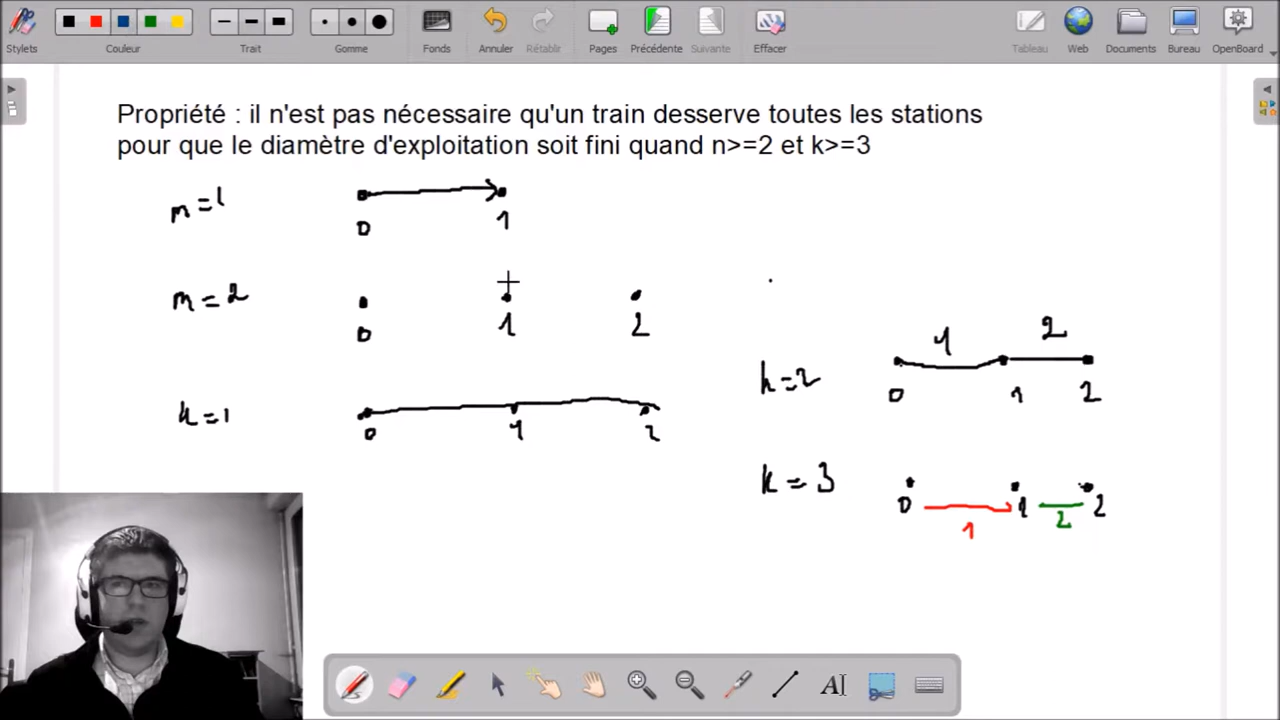 Stylets
Couleur
Trait
Gomme
Fonds
Annuler
Rétablir
Pages
Précédente
Suivante
Effacer
Tableau
Web
Documents
Bureau
OpenBoard
Propriété : il n'est pas nécessaire qu'un train desserve toutes les stations
pour que le diamètre d'exploitation soit fini quand n>=2 et k>=3
n=1
0 1
n=2
0 1 2
k=1
0 1 2
k=2
1 2
0 1 2
k=3
0 1 2
1 2
AI